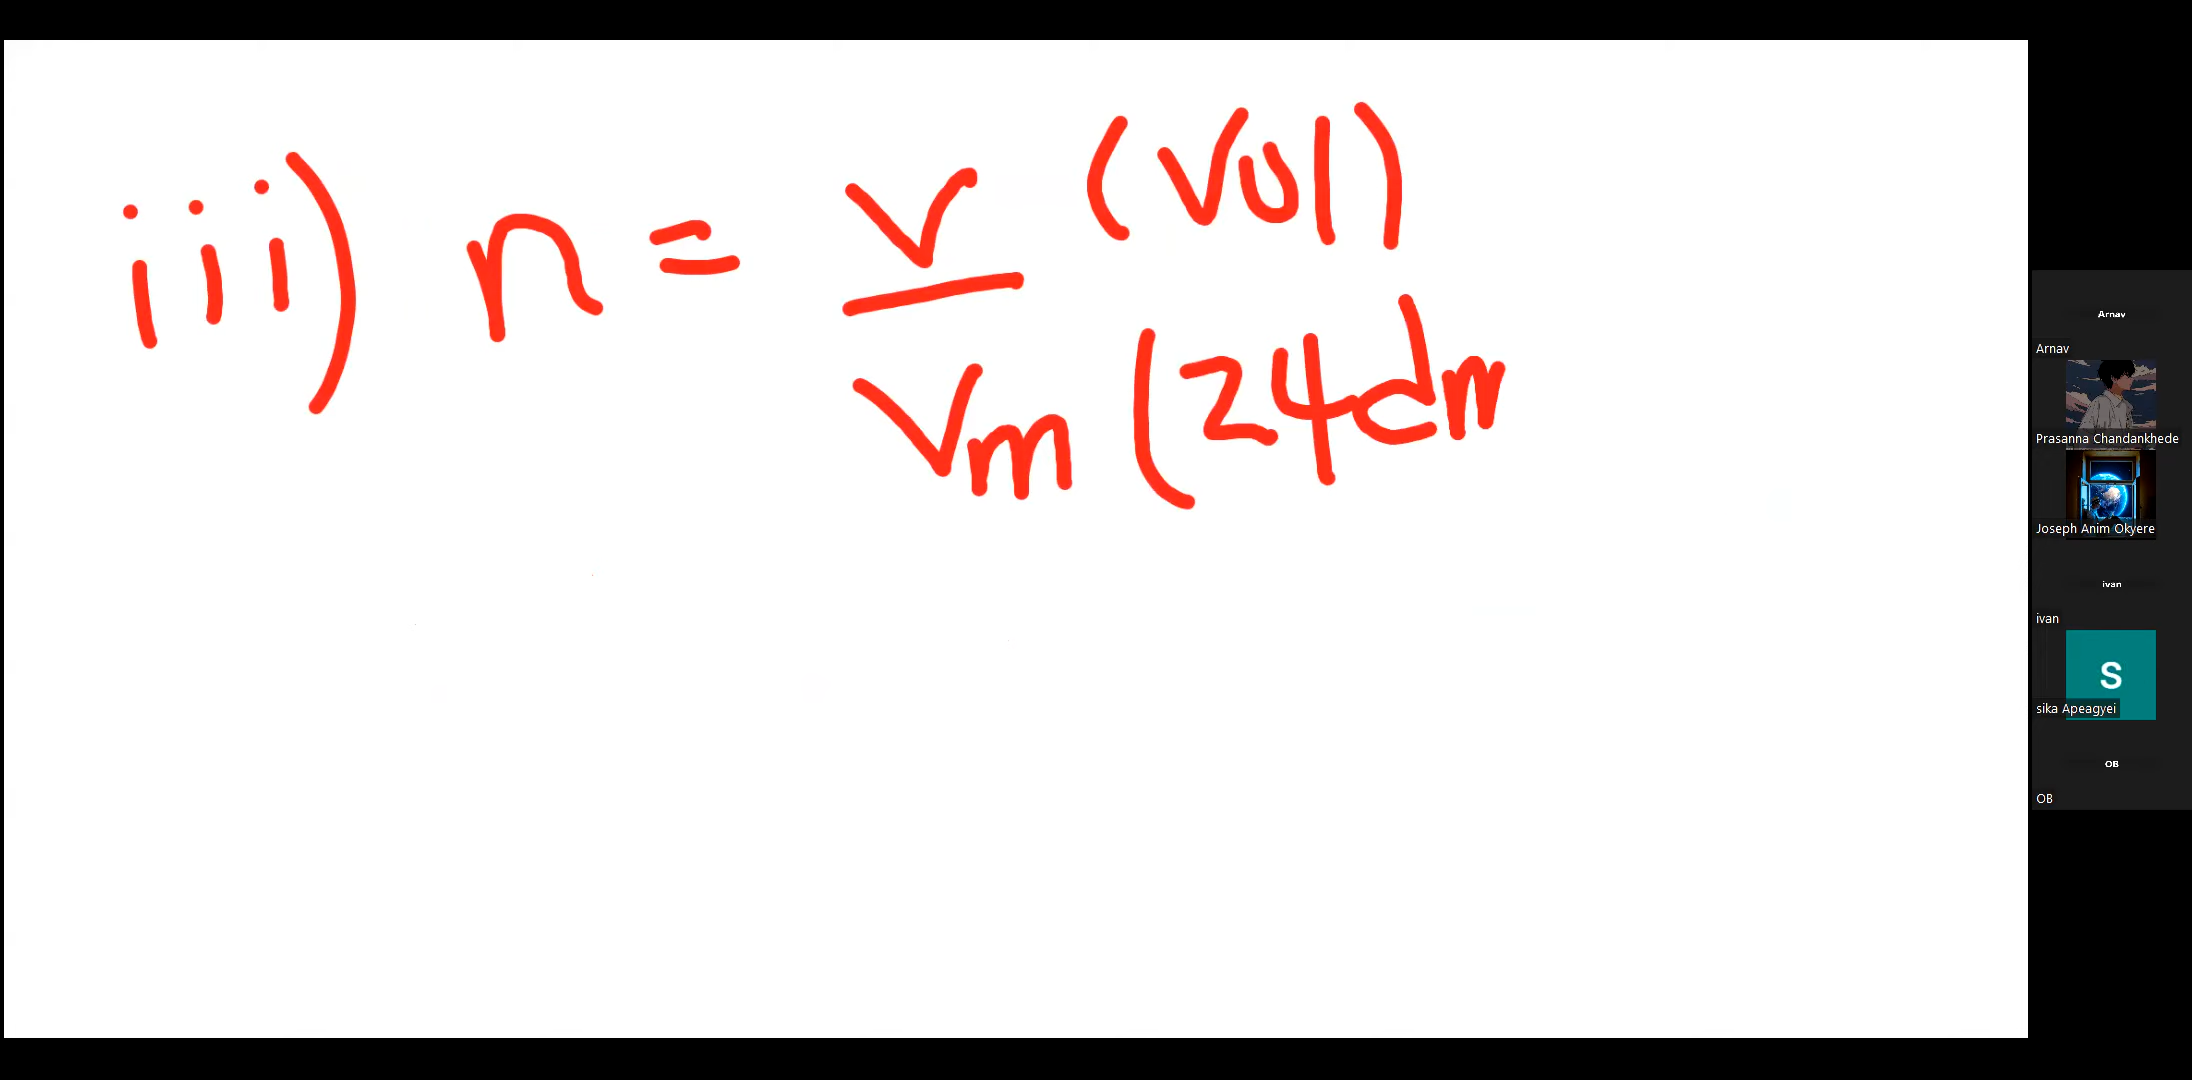 iii) n = V (Vol)
Vm (24dm
Arnav
Arnav
Prasanna Chandankhede
Joseph Anim Okyere
ivan
ivan
S
sika Apeagyei
OB
OB